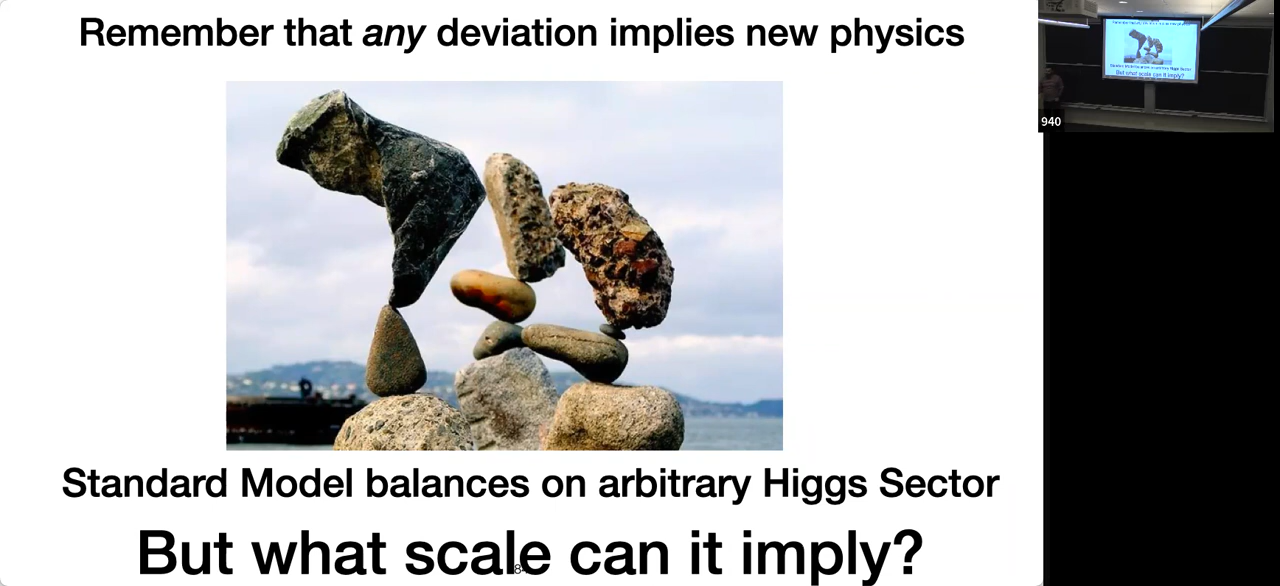 Remember that any deviation implies new physics
940
Standard Model balances on arbitrary Higgs Sector
But what scale can it imply?